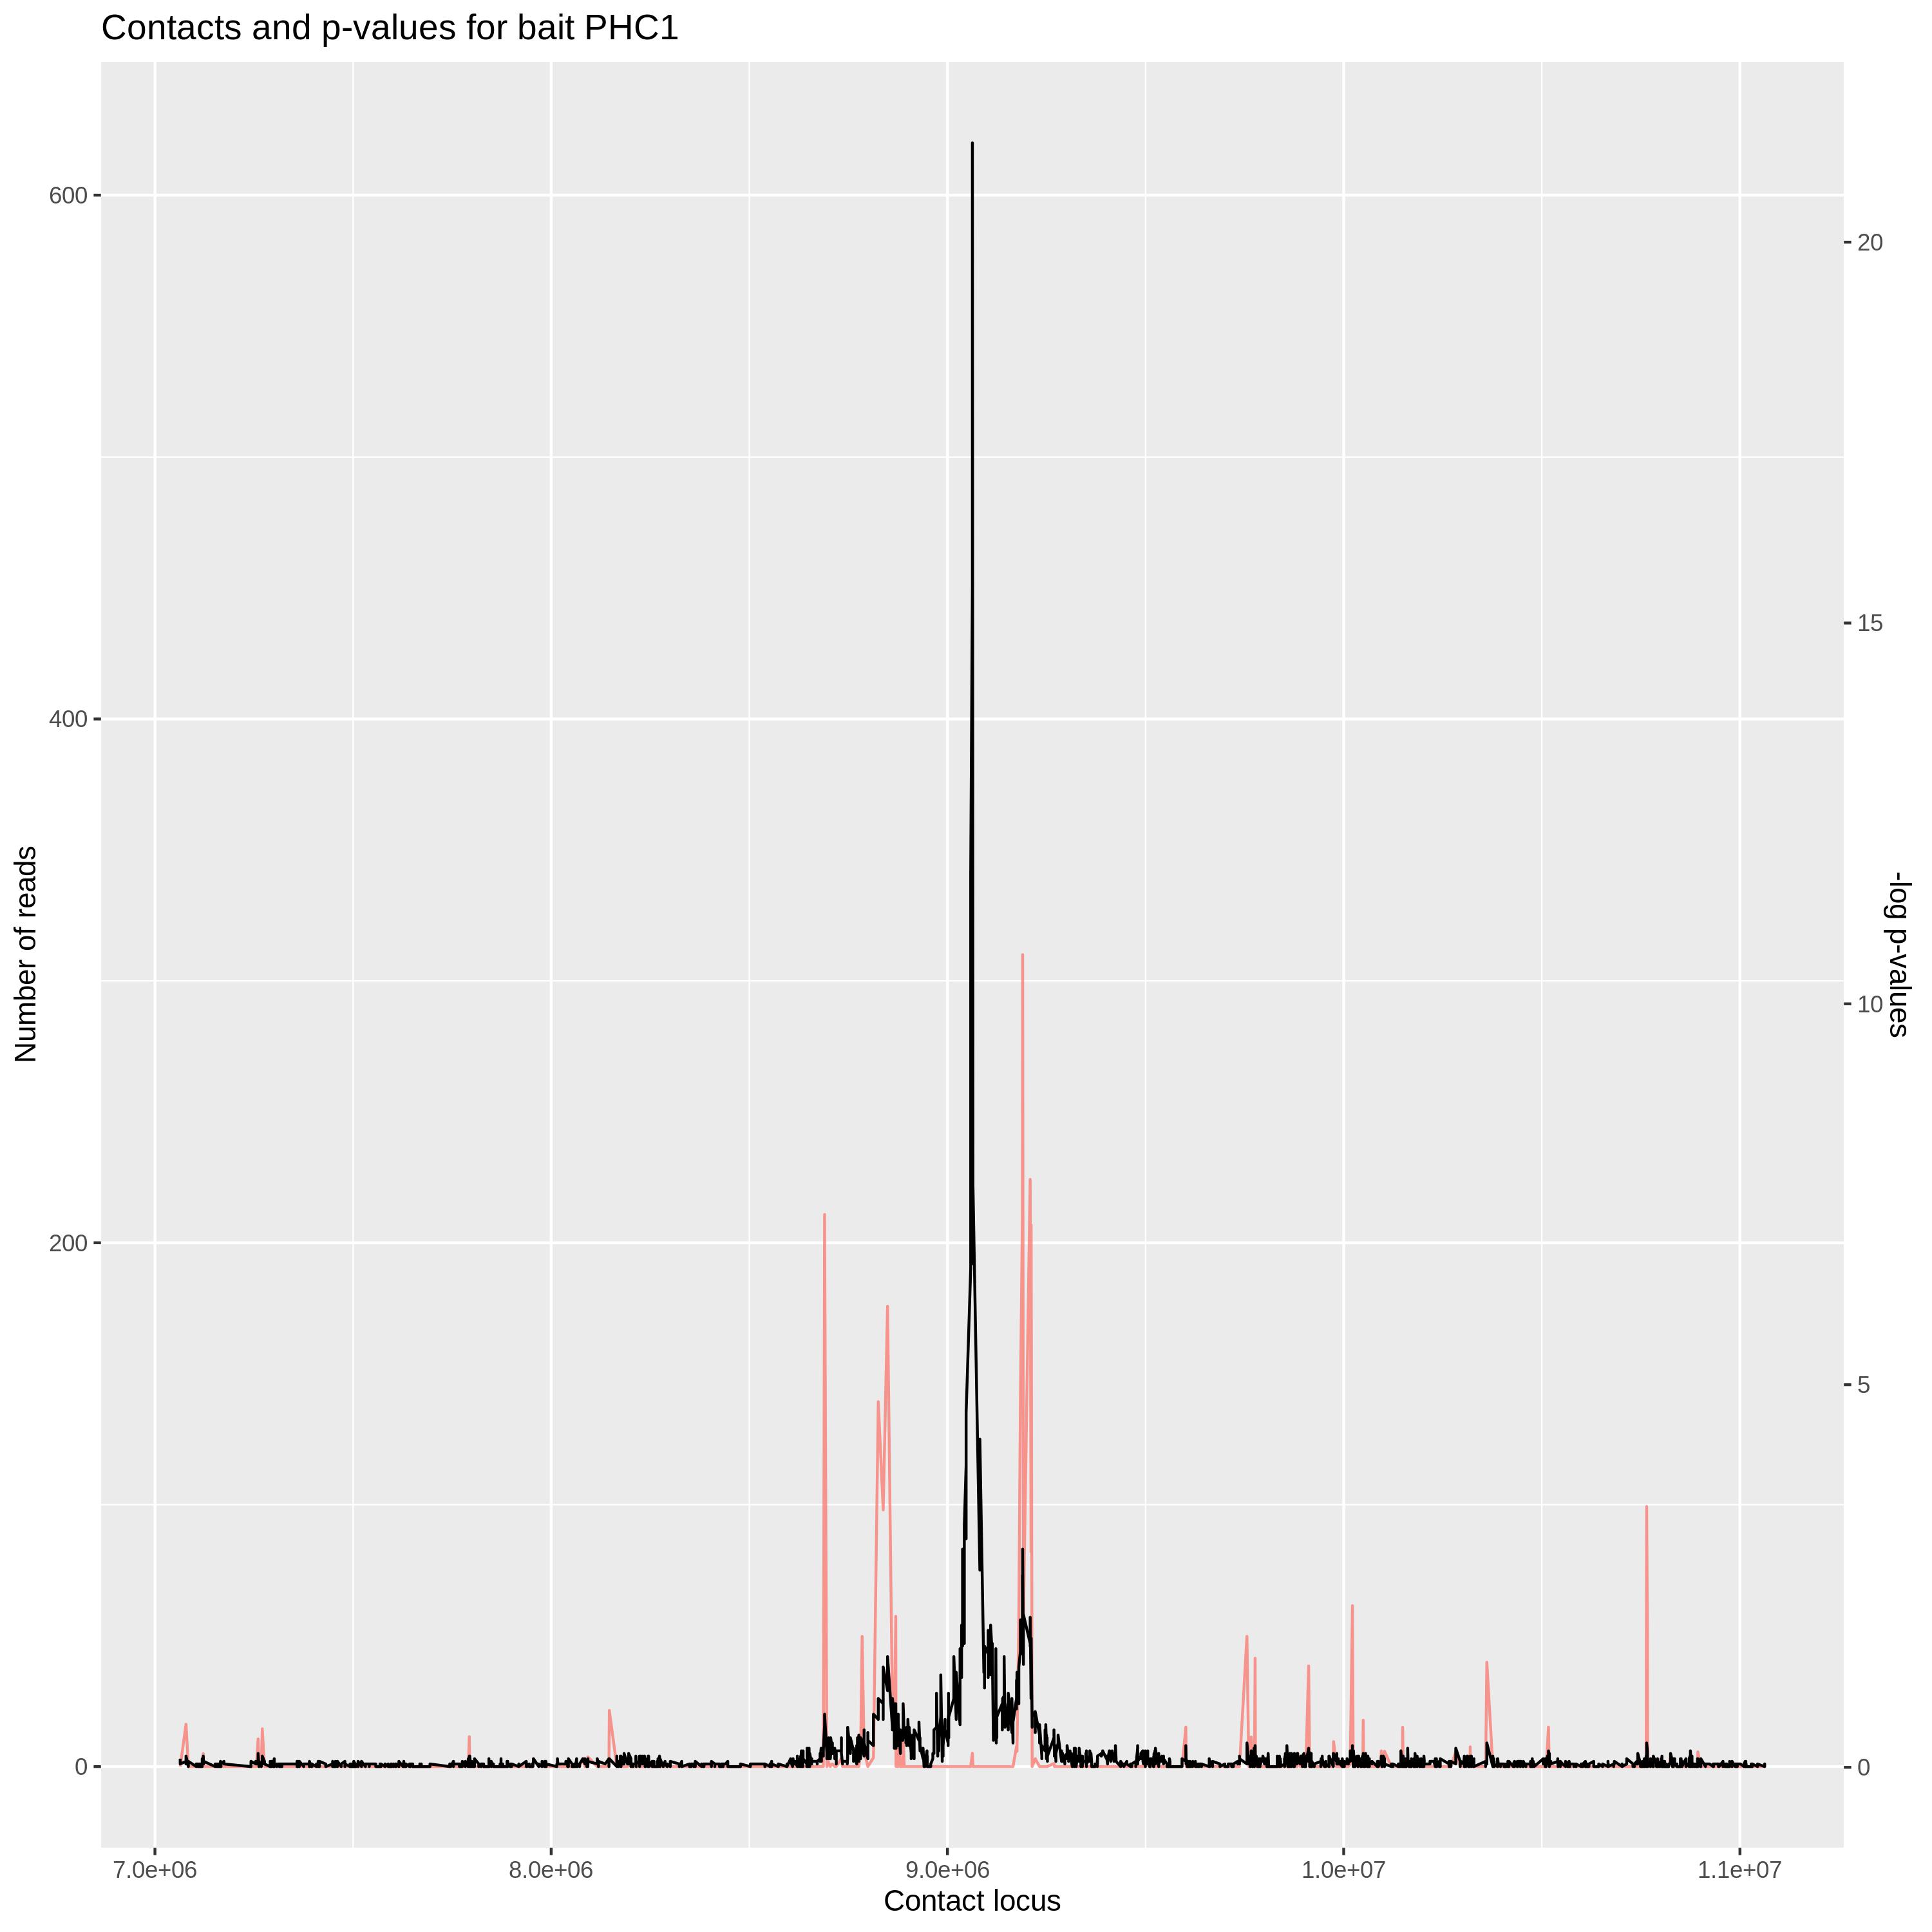 Contacts and p-values for bait PHC1
600
400
200
0
Number of reads
20
15
10
5
0
-log p-values
7.0e+06
8.0e+06
9.0e+06
1.0e+07
1.1e+07
Contact locus